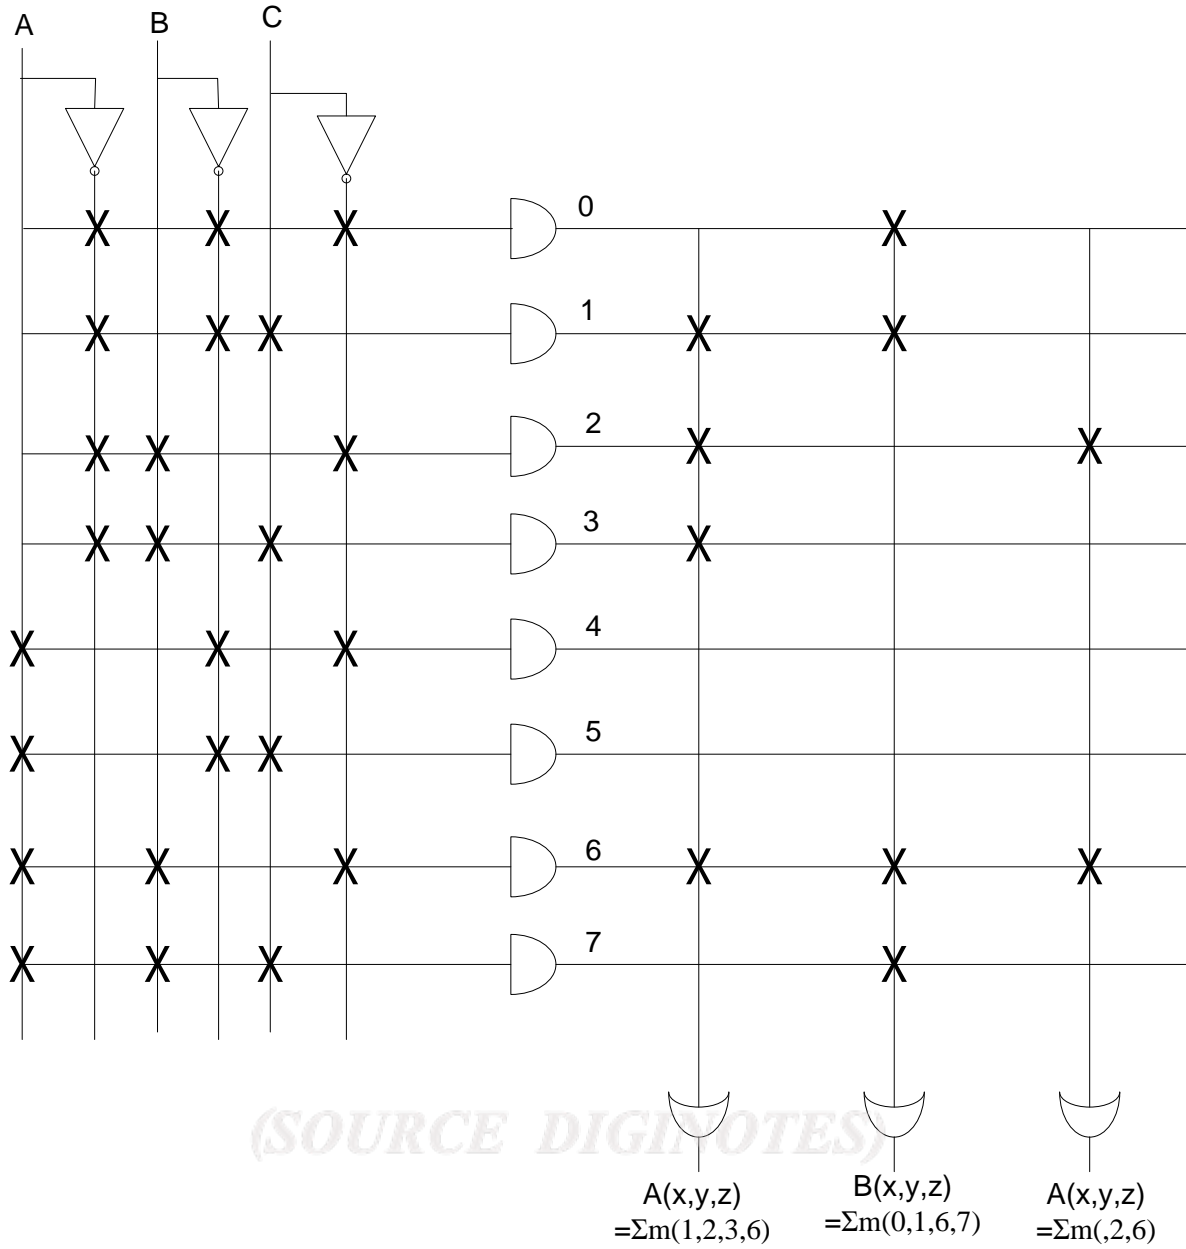 A B C
0
1
2
3
4
5
6
7
(SOURCE DIGINOTES)
A(x,y,z)
=Σm(1,2,3,6)
B(x,y,z)
=Σm(0,1,6,7)
A(x,y,z)
=Σm(,2,6)